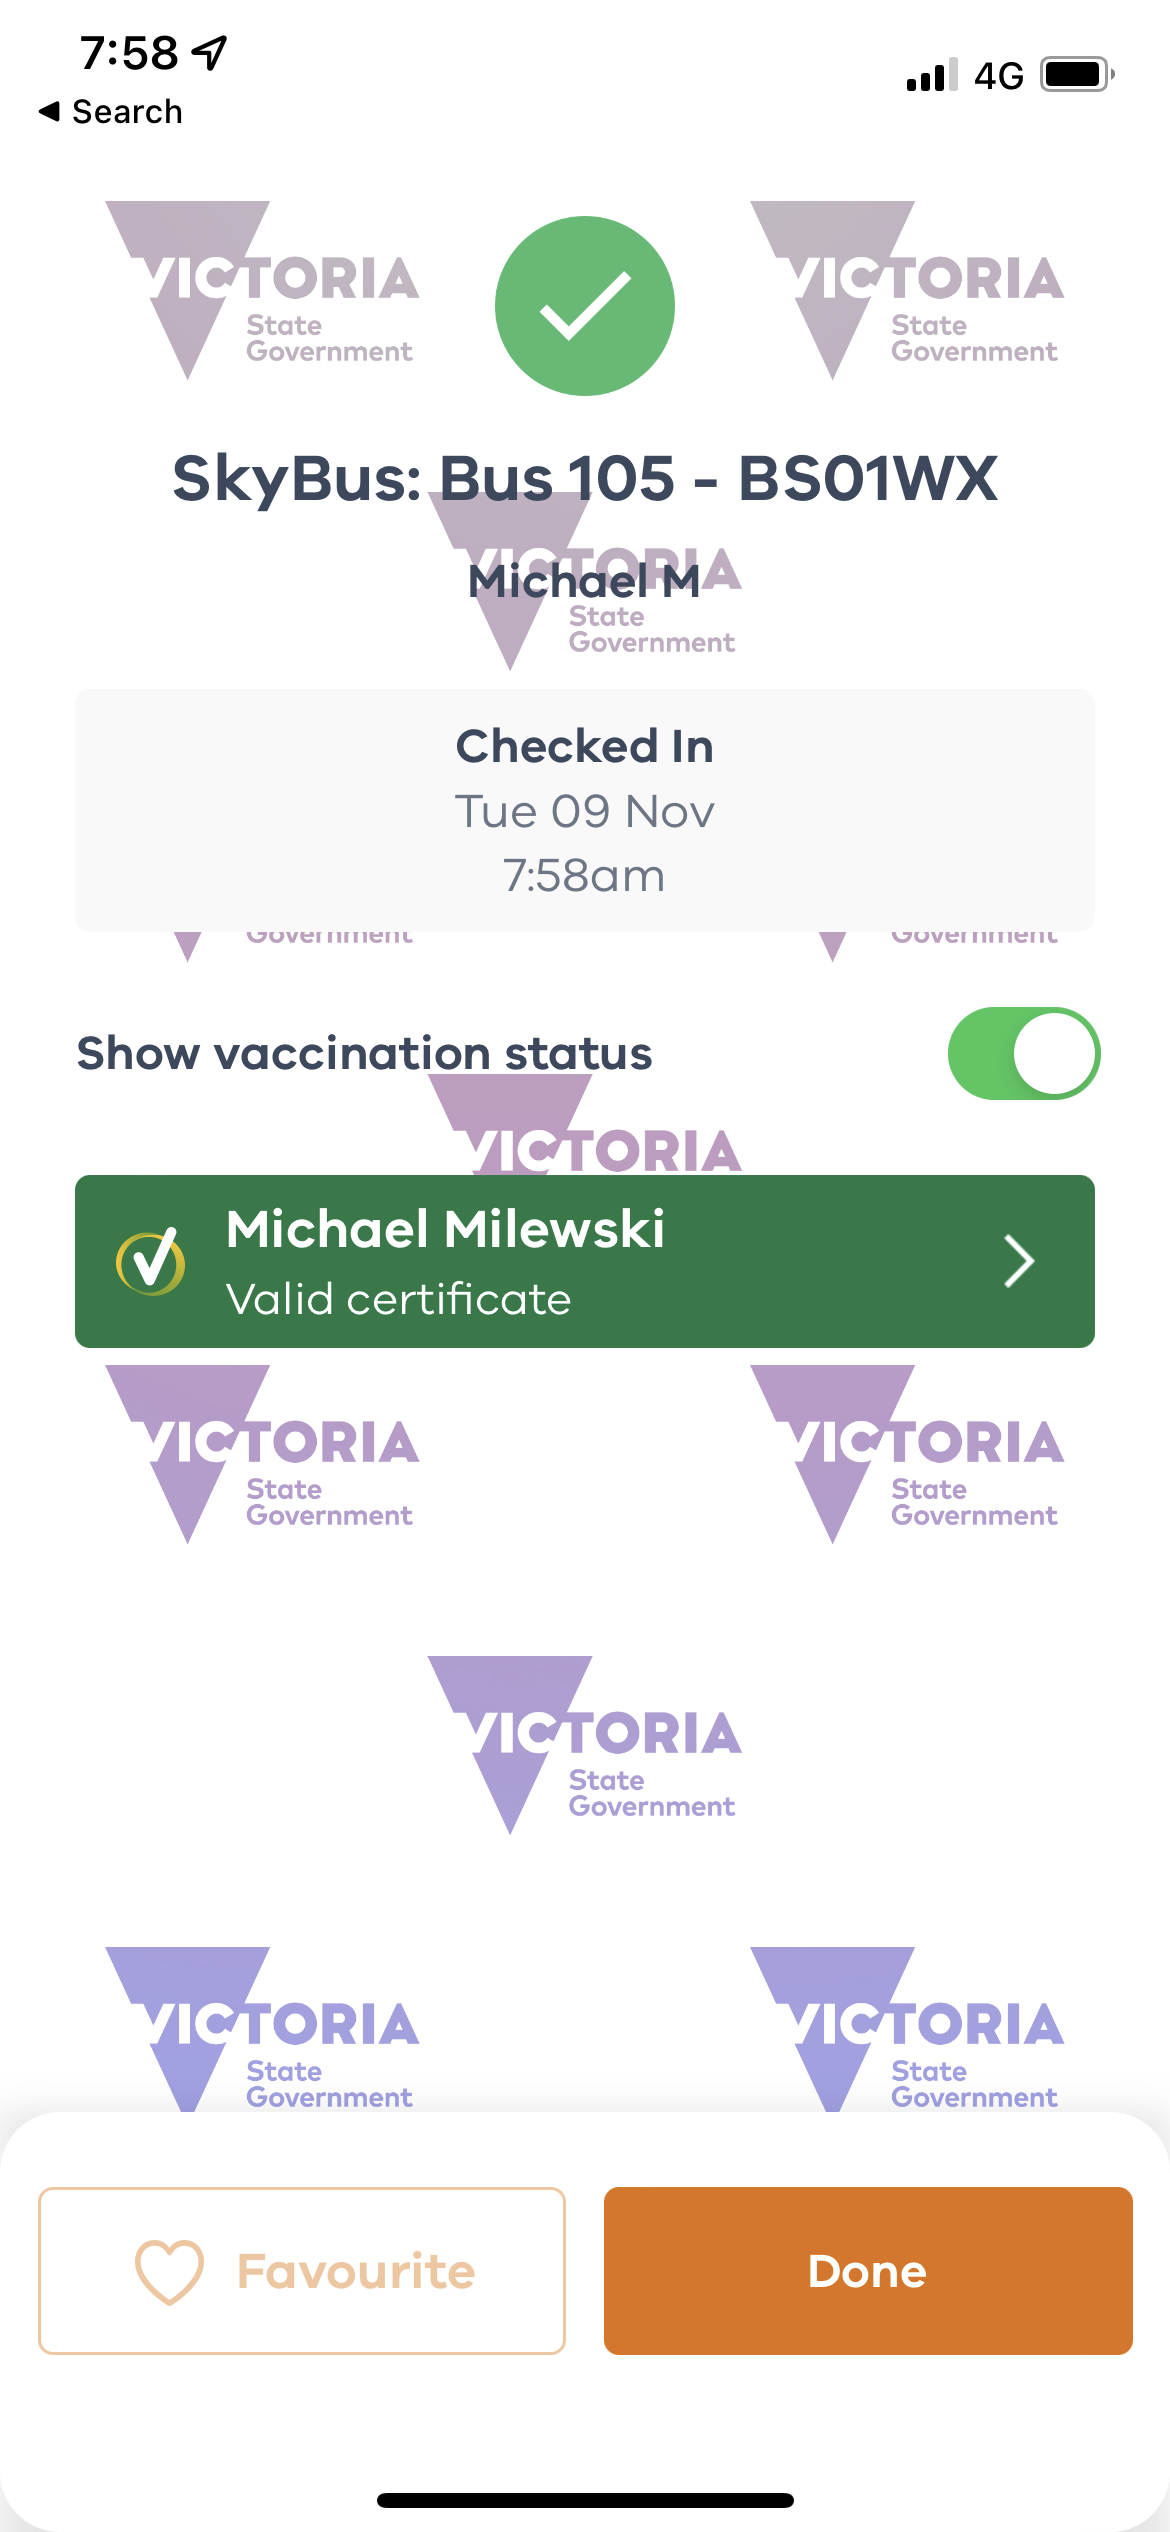 7:58
4G
Search
VICTORIA
State
Government
VICTORIA
State
Government
SkyBus: Bus 105 - BS01WX
VICTORIA
Michael M
State
Government
Checked In
Tue 09 Nov
7:58am
Government
Government
Show vaccination status
VICTORIA
Michael Milewski
Valid certificate
VICTORIA
State
Government
VICTORIA
State
Government
VICTORIA
State
Government
VICTORIA
State
Government
VICTORIA
State
Government
Favourite
Done